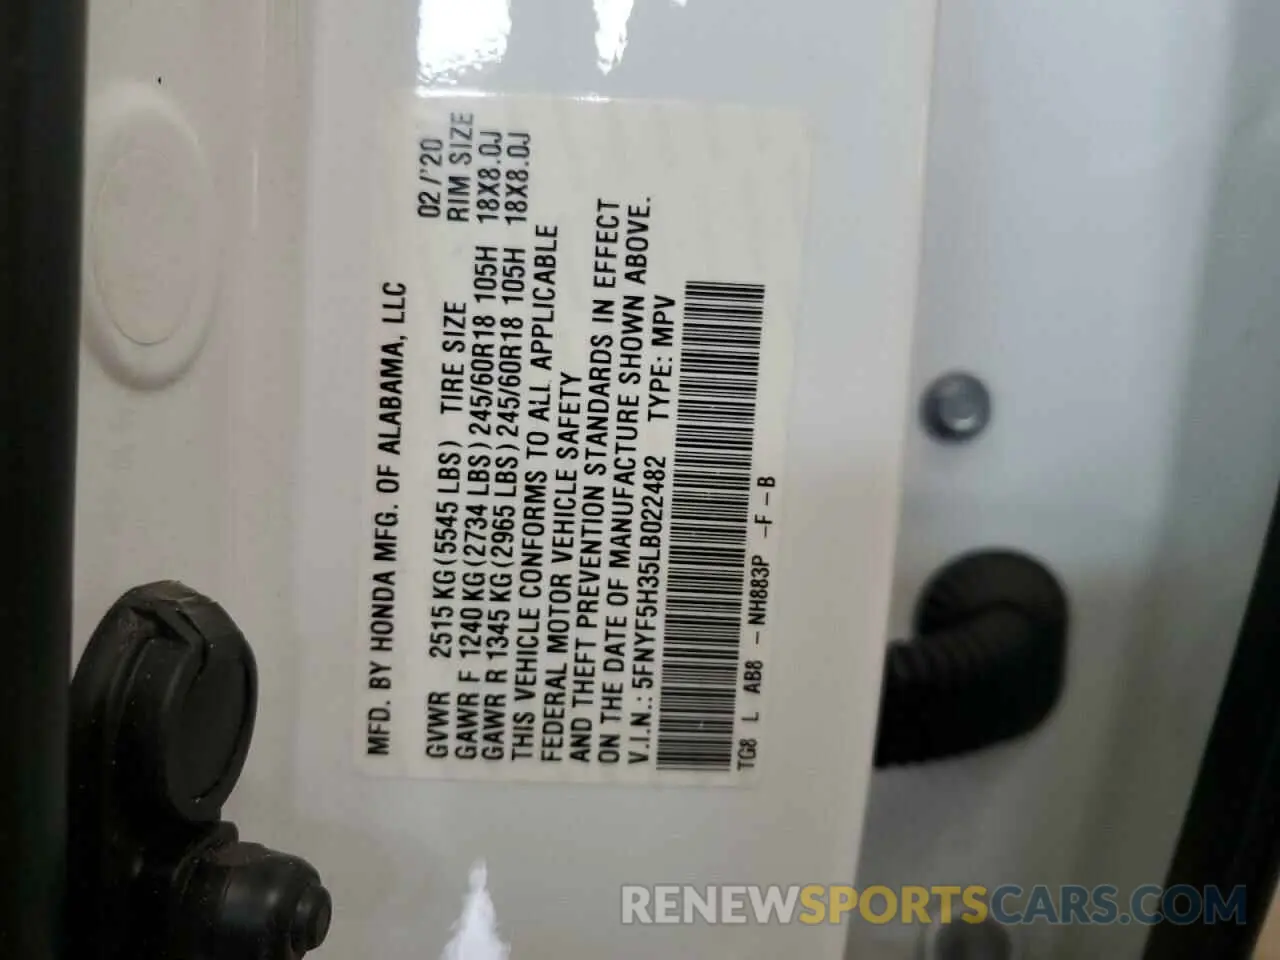 MFD. BY HONDA MFG. OF ALABAMA, LLC
02/'20
GVWR 2515 KG(5545 LBS) TIRE SIZE RIM SIZE
GAWR F 1240 KG(2734 LBS)245/60R18 105H 18X8.0J
GAWR R 1345 KG(2965 LBS)245/60R18 105H 18X8.0J
THIS VEHICLE CONFORMS TO ALL APPLICABLE
FEDERAL MOTOR VEHICLE SAFETY
AND THEFT PREVENTION STANDARDS IN EFFECT
ON THE DATE OF MANUFACTURE SHOWN ABOVE.
V.I.N.: 5FNYF5H35LB022482 TYPE: MPV
TG8 L AB8 -NH883P -F-B
RENEWSPORTSCARS.COM